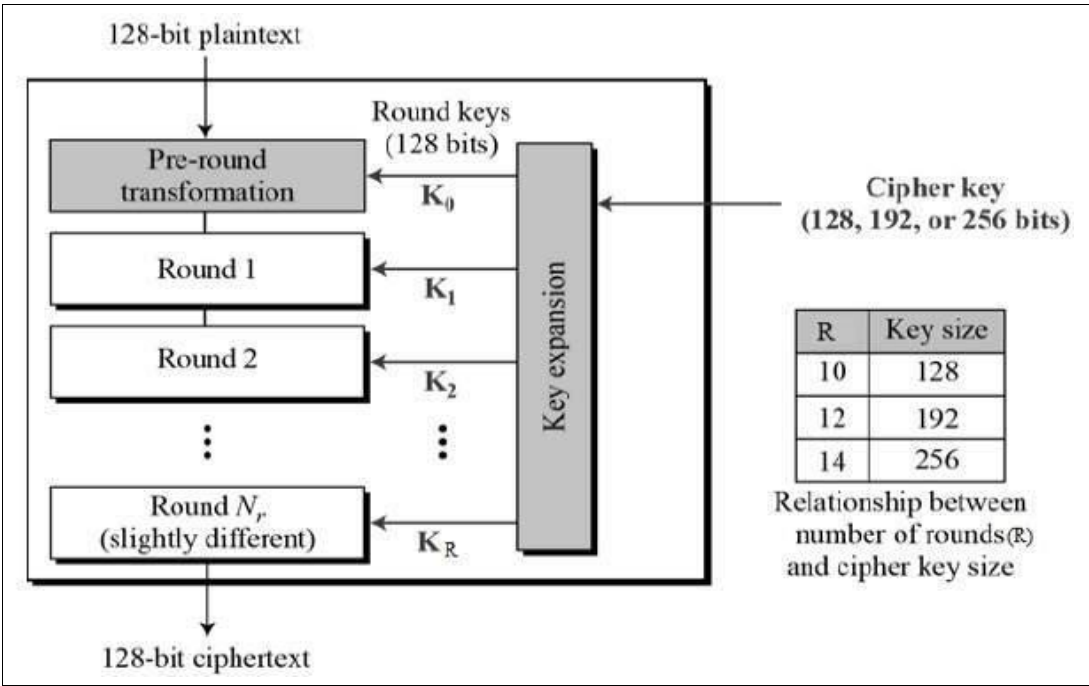 128-bit plaintext
Round keys
(128 bits)
Pre-round
transformation
K₀
Cipher key
(128, 192, or 256 bits)
Round 1
K₁
Round 2
K₂
Key expansion
Round Nᵣ
(slightly different)
K_R
128-bit ciphertext
R Key size
10 128
12 192
14 256
Relationship between
number of rounds(R)
and cipher key size